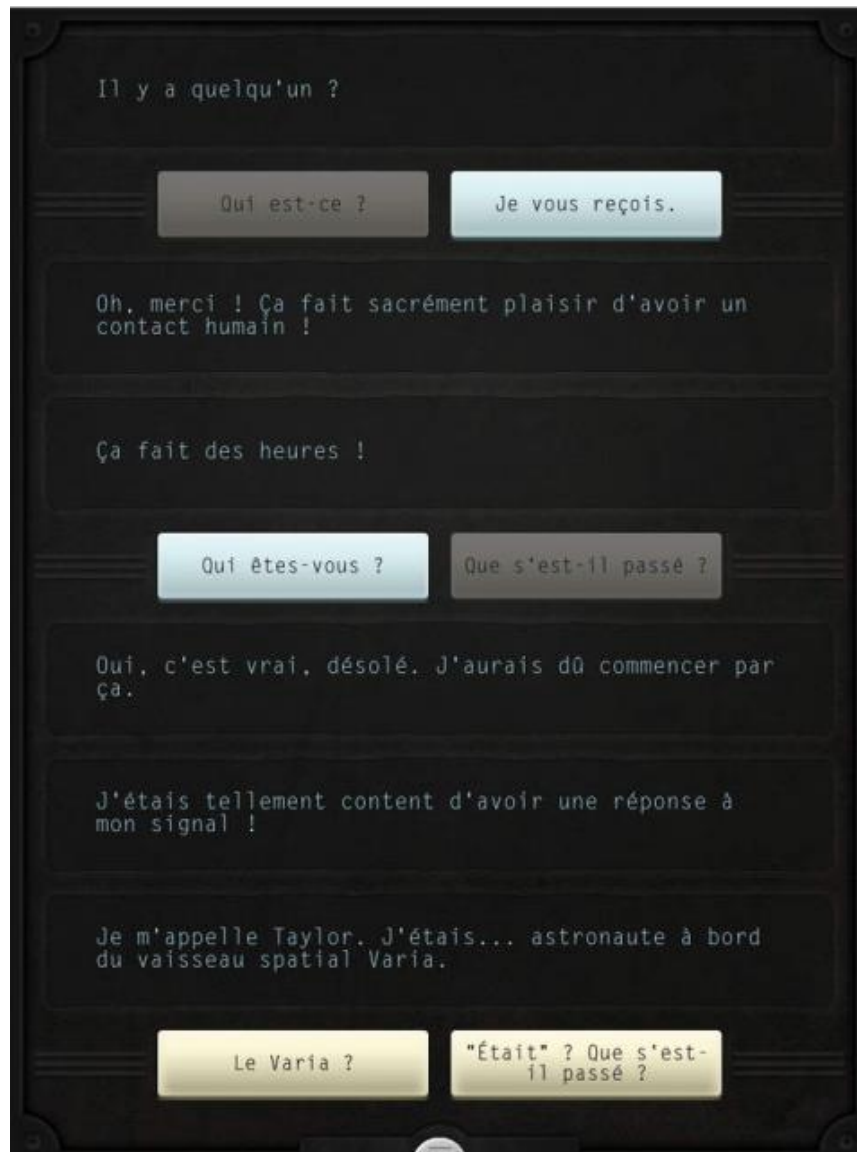 Il y a quelqu'un ?
Qui est-ce ?
Je vous reçois.
Oh, merci ! Ça fait sacrément plaisir d'avoir un
contact humain !
Ça fait des heures !
Qui êtes-vous ?
Que s'est-il passé ?
Oui, c'est vrai, désolé. J'aurais dû commencer par
ça.
J'étais tellement content d'avoir une réponse à
mon signal !
Je m'appelle Taylor. J'étais... astronaute à bord
du vaisseau spatial Varia.
Le Varia ?
"Était" ? Que s'est-
il passé ?